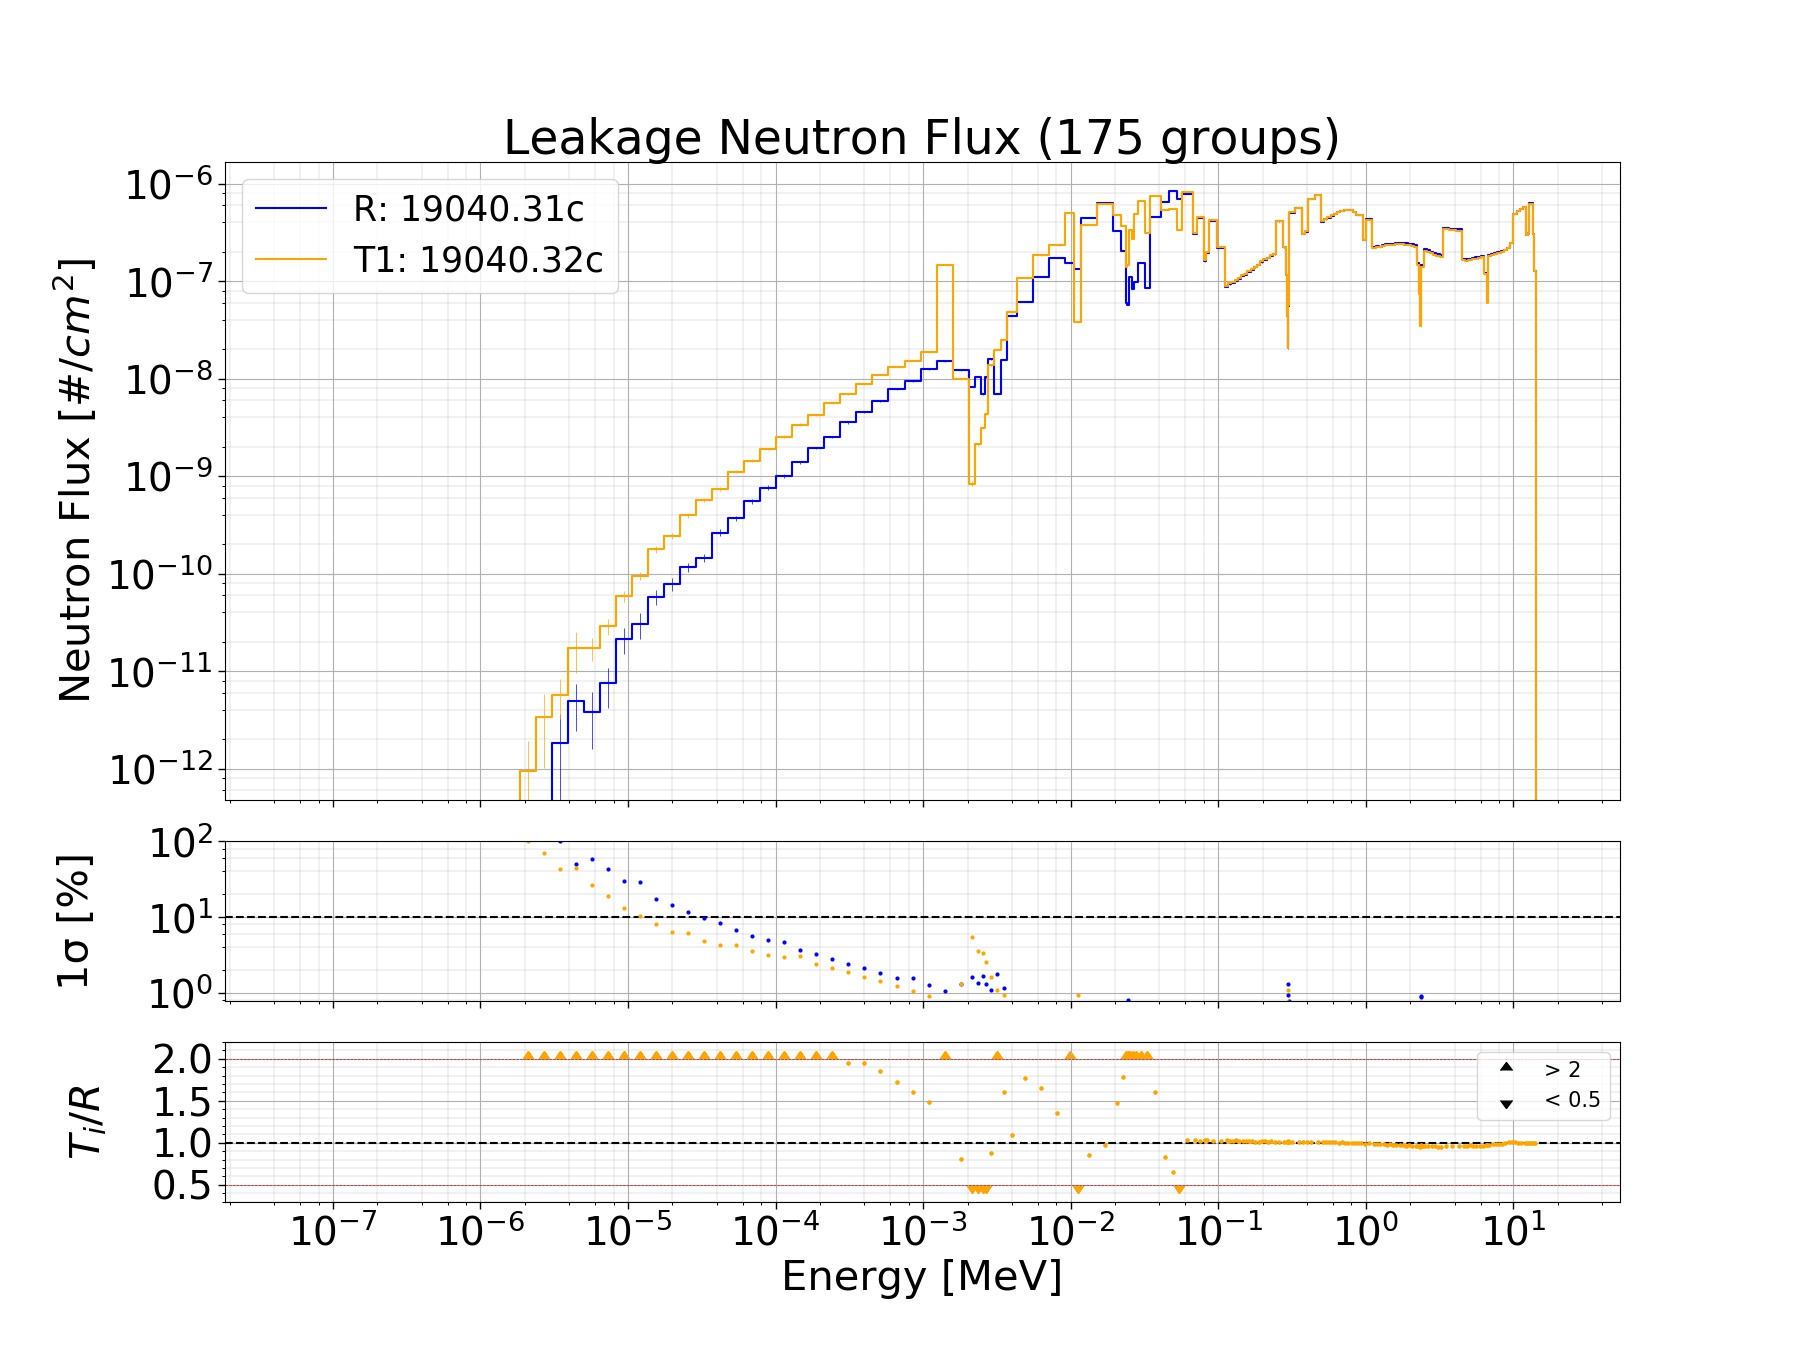 Leakage Neutron Flux (175 groups)
R: 19040.31c
T1: 19040.32c
Neutron Flux [#/cm²]
10⁻⁶
10⁻⁷
10⁻⁸
10⁻⁹
10⁻¹⁰
10⁻¹¹
10⁻¹²
1σ [%]
10²
10¹
10⁰
Tᵢ/R
2.0
1.5
1.0
0.5
> 2
< 0.5
10⁻⁷ 10⁻⁶ 10⁻⁵ 10⁻⁴ 10⁻³ 10⁻² 10⁻¹ 10⁰ 10¹
Energy [MeV]